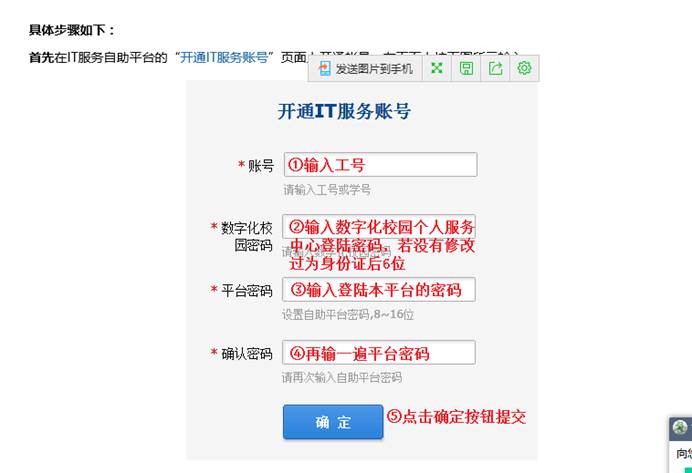 具体步骤如下：
首先在IT服务自助平台的“开通IT服务账号”页面
发送图片到手机
开通IT服务账号
* 账号
①输入工号
请输入工号或学号
* 数字化校
园密码
②输入数字化校园个人服务
中心登陆密码，若没有修改
过为身份证后6位
* 平台密码
③输入登陆本平台的密码
设置自助平台密码,8~16位
* 确认密码
④再输一遍平台密码
请再次输入自助平台密码
确 定
⑤点击确定按钮提交
向您